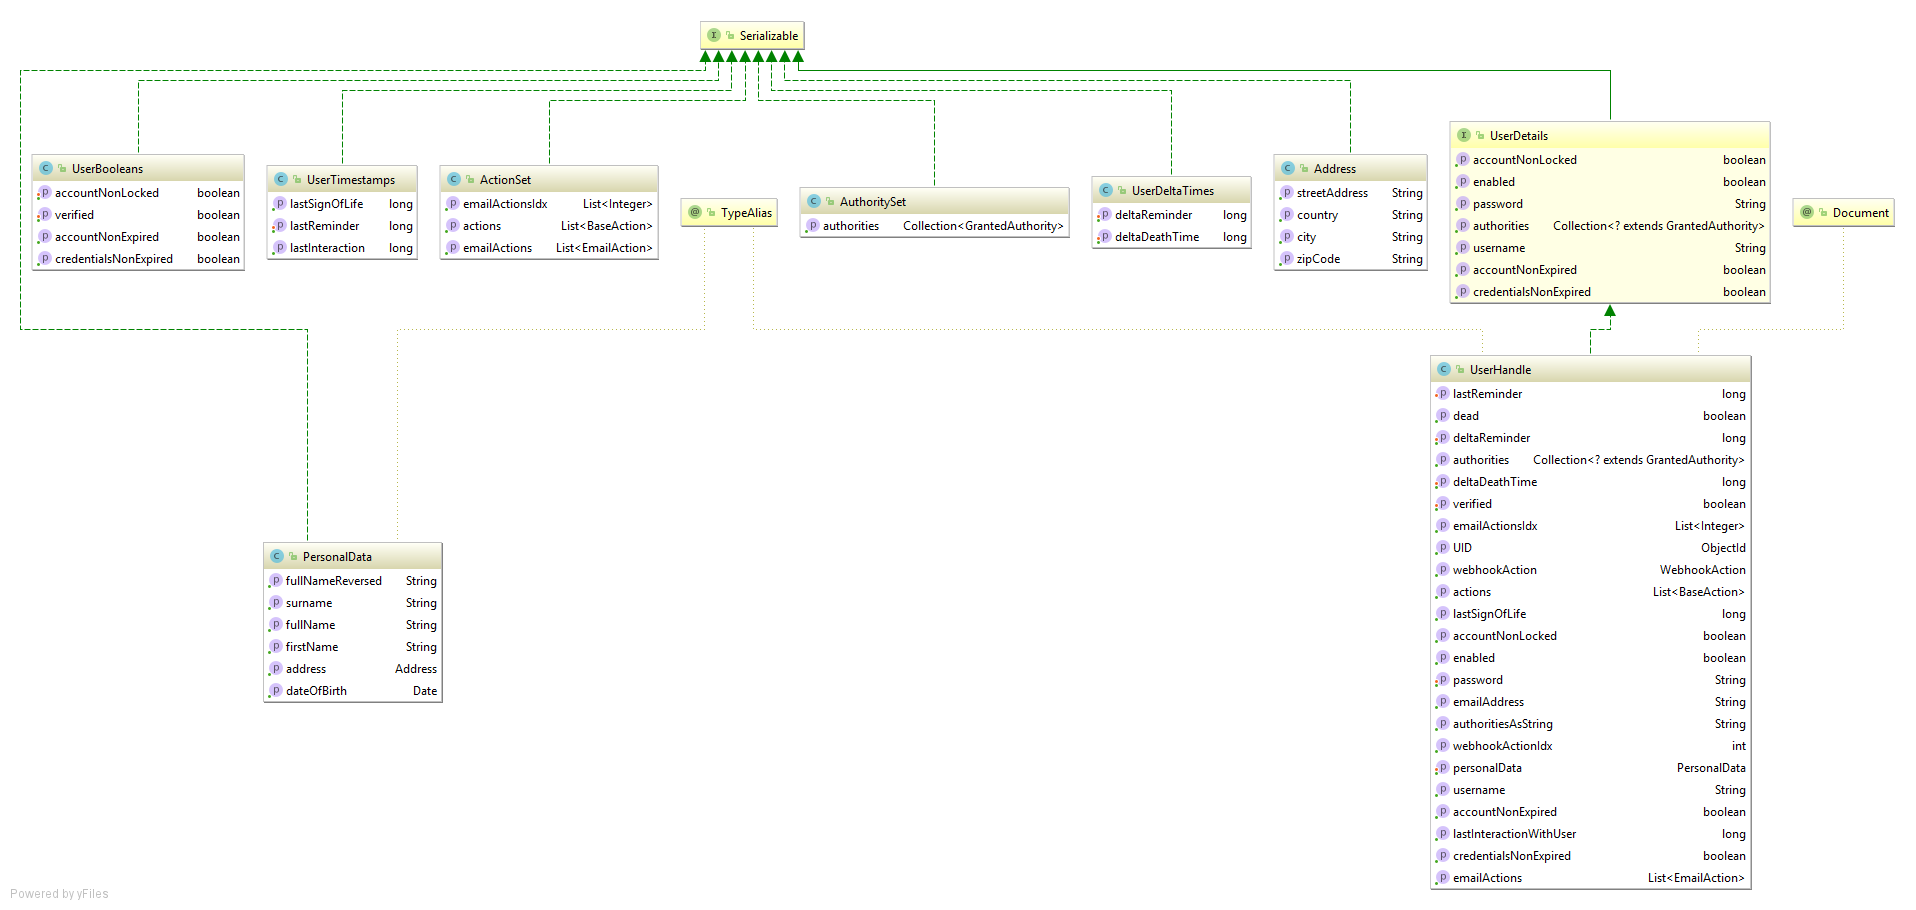 Serializable
UserBooleans
accountNonLocked boolean
verified boolean
accountNonExpired boolean
credentialsNonExpired boolean
UserTimestamps
lastSignOfLife long
lastReminder long
lastInteraction long
ActionSet
emailActionsIdx List<Integer>
actions List<BaseAction>
emailActions List<EmailAction>
TypeAlias
AuthoritySet
authorities Collection<GrantedAuthority>
UserDeltaTimes
deltaReminder long
deltaDeathTime long
Address
streetAddress String
country String
city String
zipCode String
UserDetails
accountNonLocked boolean
enabled boolean
password String
authorities Collection<? extends GrantedAuthority>
username String
accountNonExpired boolean
credentialsNonExpired boolean
Document
PersonalData
fullNameReversed String
surname String
fullName String
firstName String
address Address
dateOfBirth Date
UserHandle
lastReminder long
dead boolean
deltaReminder long
authorities Collection<? extends GrantedAuthority>
deltaDeathTime long
verified boolean
emailActionsIdx List<Integer>
UID ObjectId
webhookAction WebhookAction
actions List<BaseAction>
lastSignOfLife long
accountNonLocked boolean
enabled boolean
password String
emailAddress String
authoritiesAsString String
webhookActionIdx int
personalData PersonalData
username String
accountNonExpired boolean
lastInteractionWithUser long
credentialsNonExpired boolean
emailActions List<EmailAction>
Powered by yFiles